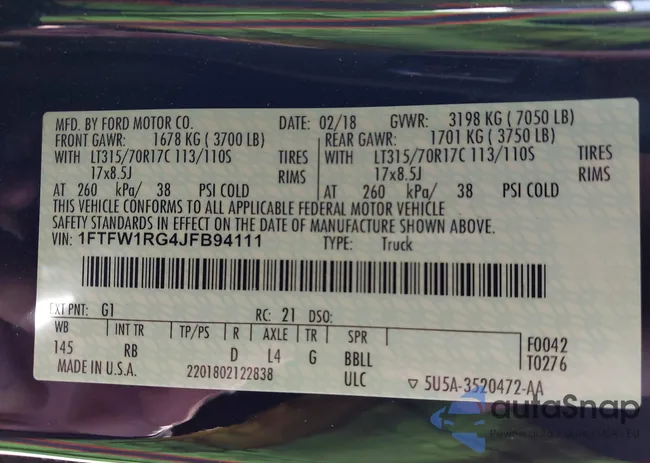 MFD. BY FORD MOTOR CO. DATE: 02/18 GVWR: 3198 KG ( 7050 LB)
FRONT GAWR: 1678 KG ( 3700 LB) REAR GAWR: 1701 KG ( 3750 LB)
WITH LT315/70R17C 113/110S TIRES WITH LT315/70R17C 113/110S TIRES
17x8.5J RIMS 17x8.5J RIMS
AT 260 kPa/ 38 PSI COLD AT 260 kPa/ 38 PSI COLD
THIS VEHICLE CONFORMS TO ALL APPLICABLE FEDERAL MOTOR VEHICLE
SAFETY STANDARDS IN EFFECT ON THE DATE OF MANUFACTURE SHOWN ABOVE.
VIN: 1FTFW1RG4JFB94111 TYPE: Truck
EXT PNT: G1 RC: 21 DSO:
WB INT TR TP/PS R AXLE TR SPR F0042
145 RB D L4 G BBLL T0276
MADE IN U.S.A. 2201802122838 ULC ▽ 5U5A-3520472-AA
autoSnap